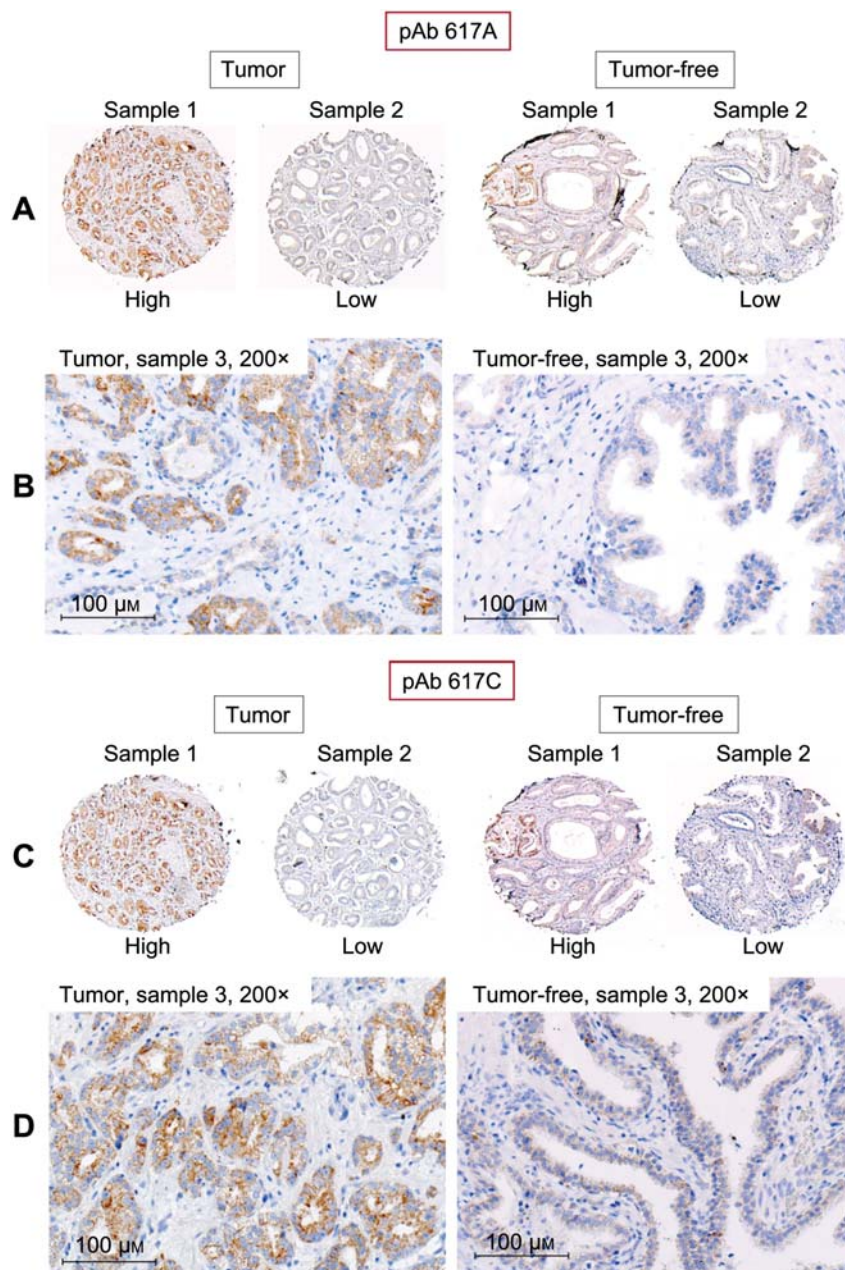 pAb 617A
Tumor Tumor-free
Sample 1 Sample 2 Sample 1 Sample 2
A
High Low High Low
Tumor, sample 3, 200× Tumor-free, sample 3, 200×
B
100 μM 100 μM
pAb 617C
Tumor Tumor-free
Sample 1 Sample 2 Sample 1 Sample 2
C
High Low High Low
Tumor, sample 3, 200× Tumor-free, sample 3, 200×
D
100 μM 100 μM